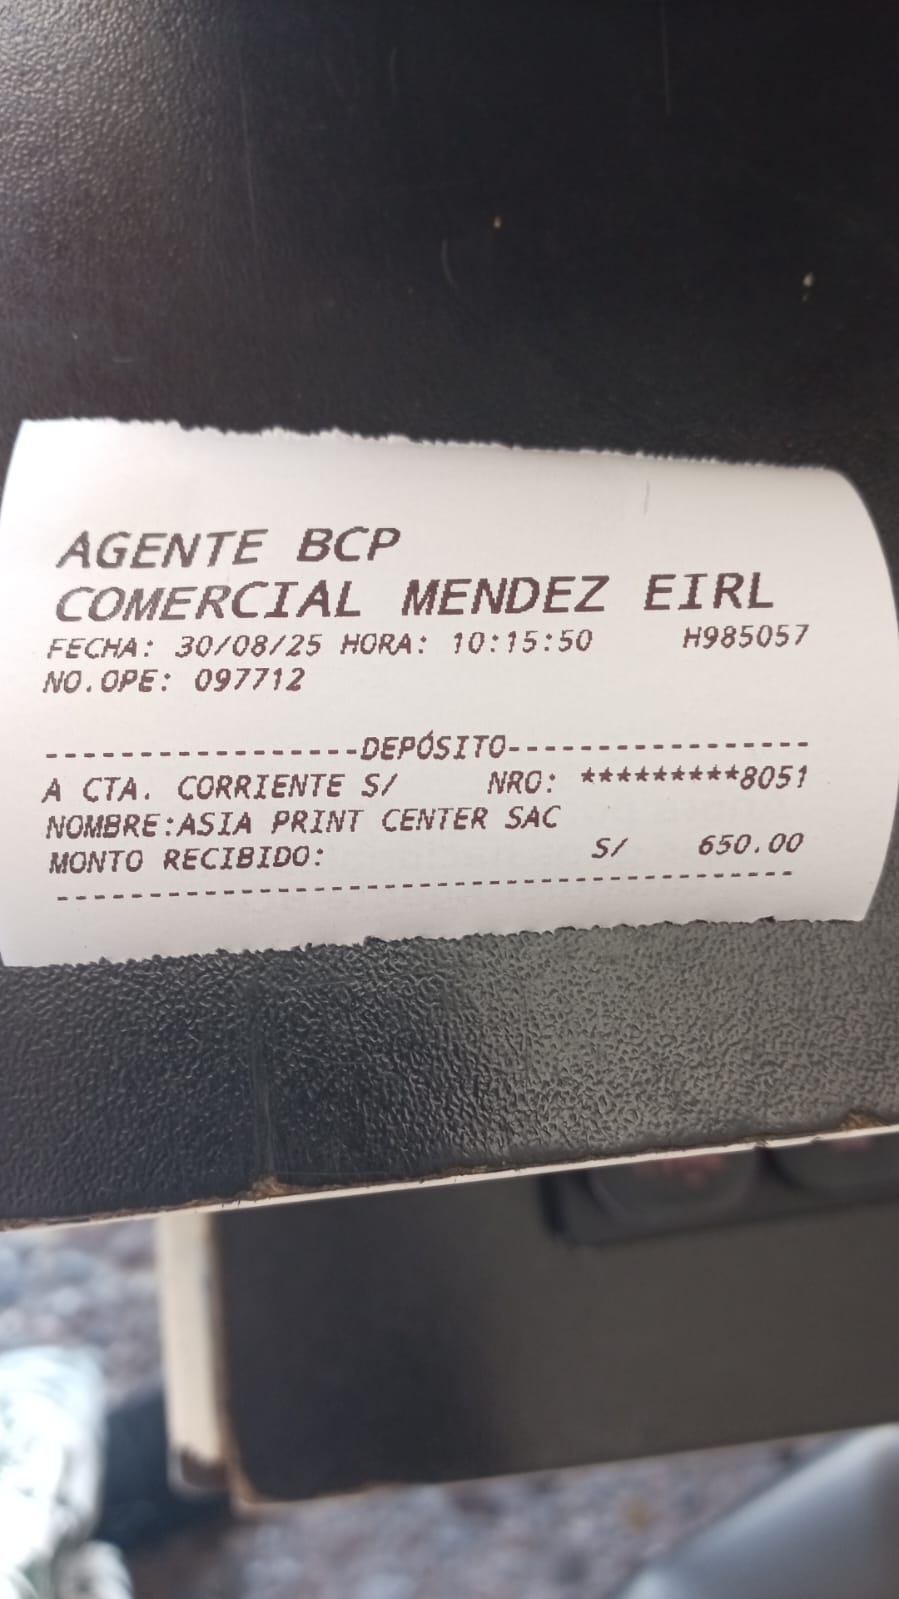 AGENTE BCP
COMERCIAL MENDEZ EIRL
FECHA: 30/08/25 HORA: 10:15:50 H985057
NO.OPE: 097712
-----------------DEPÓSITO----------------
A CTA. CORRIENTE S/ NRO: *********8051
NOMBRE:ASIA PRINT CENTER SAC
MONTO RECIBIDO: S/ 650.00
----------------------------------------